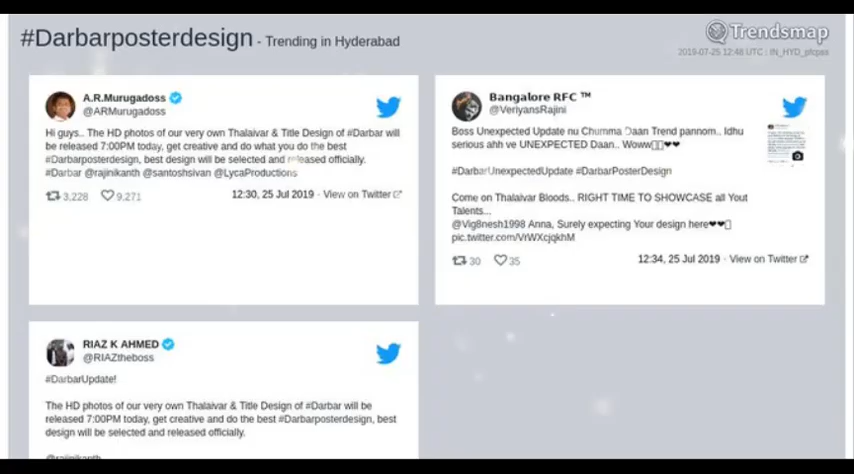 #Darbarposterdesign - Trending in Hyderabad
Trendsmap
2019-07-25 12:48 UTC | IN_HYD_pfcpss
A.R.Murugadoss
@ARMurugadoss
Hi guys.. The HD photos of our very own Thalaivar & Title Design of #Darbar will
be released 7:00PM today, get creative and do what you do the best
#Darbarposterdesign, best design will be selected and released officially.
#Darbar @rajinikanth @santoshsivan @LycaProductions
3,228 9,271 12:30, 25 Jul 2019 · View on Twitter
Bangalore RFC ™
@VeriyansRajini
Boss Unexpected Update nu Chumma Daan Trend pannom.. Idhu
serious ahh ve UNEXPECTED Daan.. Woww❤❤
#DarbarUnexpectedUpdate #DarbarPosterDesign
Come on Thalaivar Bloods.. RIGHT TIME TO SHOWCASE all Yout
Talents...
@Vig8nesh1998 Anna, Surely expecting Your design here❤❤
pic.twitter.com/VrWXcjqkhM
30 35 12:34, 25 Jul 2019 · View on Twitter
RIAZ K AHMED
@RIAZtheboss
#DarbarUpdate!
The HD photos of our very own Thalaivar & Title Design of #Darbar will be
released 7:00PM today, get creative and do the best #Darbarposterdesign, best
design will be selected and released officially.
@rajinikanth